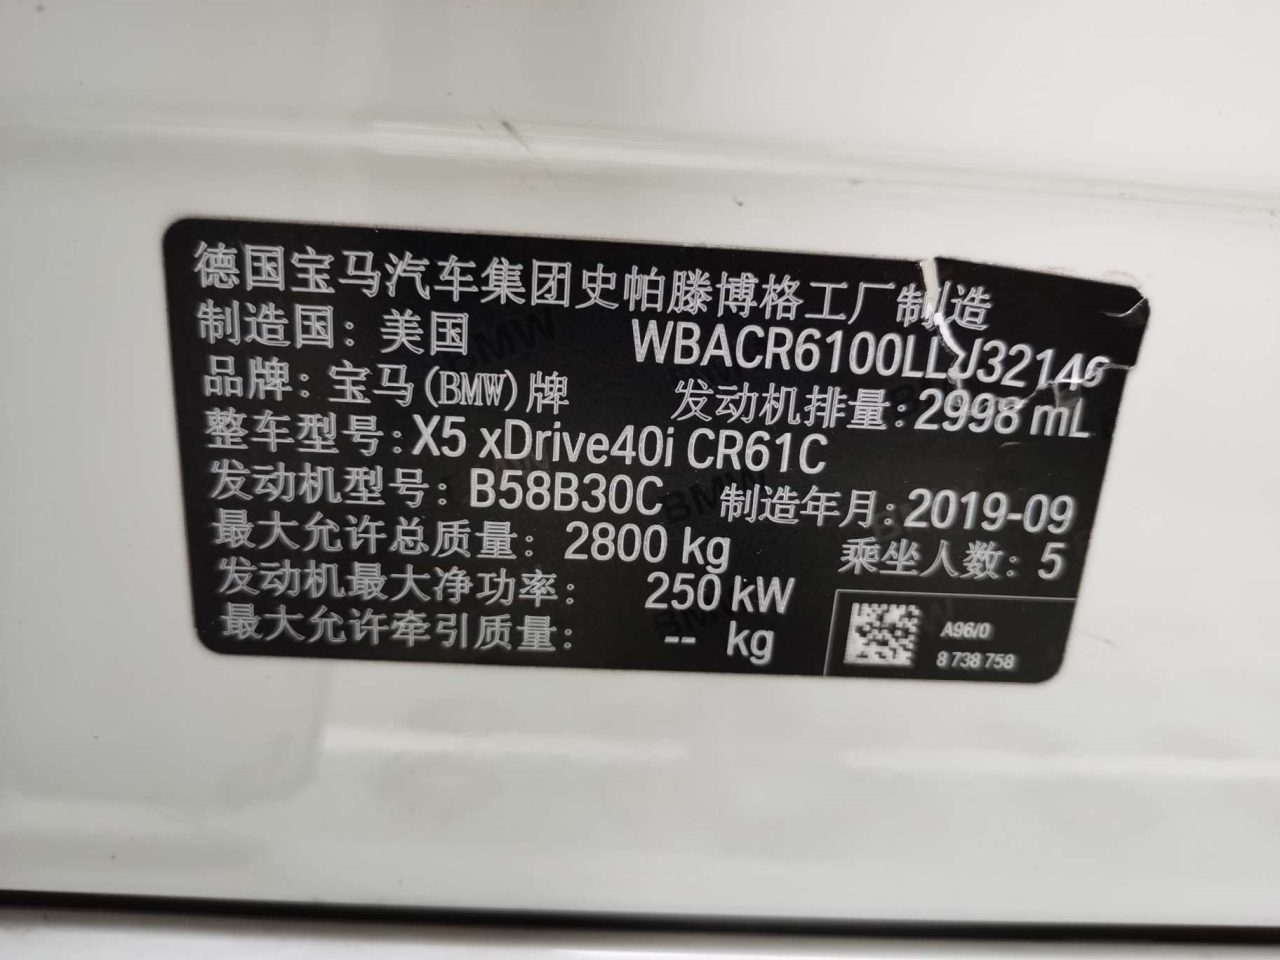 德国宝马汽车集团史帕滕博格工厂制造
制造国：美国 WBACR6100LLJ32146
品牌：宝马(BMW)牌 发动机排量：2998 mL
整车型号：X5 xDrive40i CR61C
发动机型号：B58B30C 制造年月：2019-09
最大允许总质量：2800 kg 乘坐人数：5
发动机最大净功率：250 kW
最大允许牵引质量：-- kg
A96/0
8 738 758